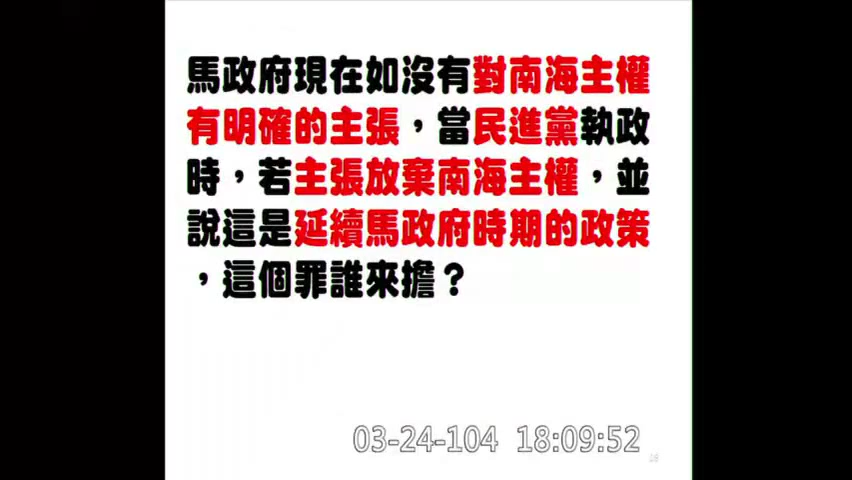 馬政府現在如沒有對南海主權
有明確的主張，當民進黨執政
時，若主張放棄南海主權，並
說這是延續馬政府時期的政策
，這個罪誰來擔？
03-24-104 18:09:52